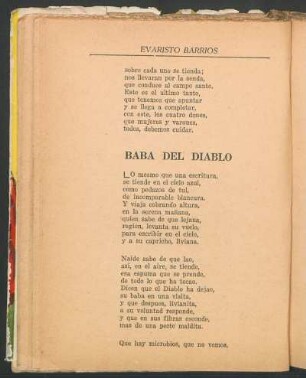 EVARISTO BARRIOS
sobre cada uno se tienda;
nos llevaran por la senda,
que conduce al campo santo,
Este es el último tanto,
que tenemos que apuntar
y se llega a completar,
con este, los cuatro dones,
que mujeres y varones,
todos, debemos cuidar.
BABA DEL DIABLO
LO mesmo que una escritura,
se tiende en el cielo azul,
como pedazos de tul,
de incomparable blancura.
Y viaja cobrando altura,
en la serena mañana,
quien sabe de que lejana,
región, levanta su vuelo,
para escribir en el cielo,
y a su capricho, liviana.
Naide sabe de que lao,
así, en el aire, se tiende,
esa espuma que se prende,
de todo lo que ha tocao.
Dicen que el Diablo ha dejao,
su baba en una visita,
y que despues, livianita,
a su voluntad responde,
y que en sus fibras esconde,
mas de una peste maldita.
Que hay microbios, que no vemos,